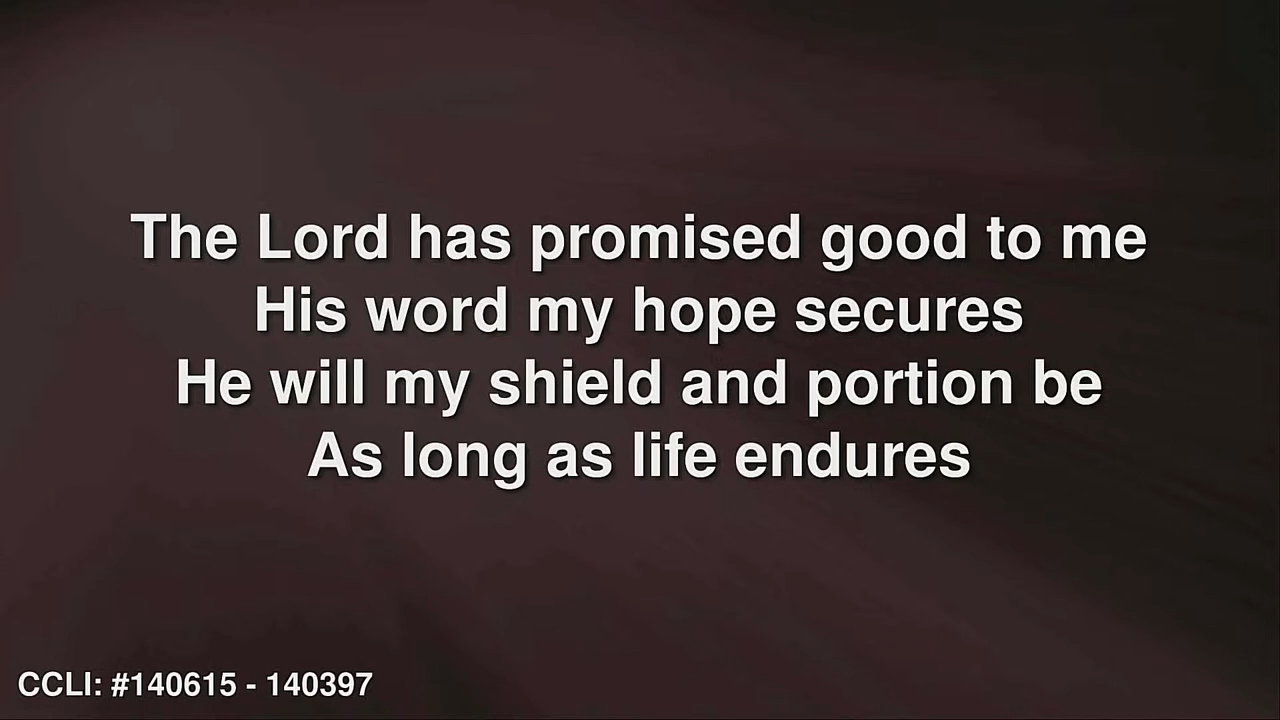 The Lord has promised good to me
His word my hope secures
He will my shield and portion be
As long as life endures
CCLI: #140615 - 140397